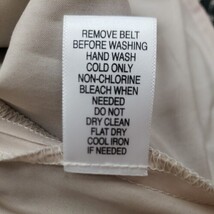 REMOVE BELT
BEFORE WASHING
HAND WASH
COLD ONLY
NON-CHLORINE
BLEACH WHEN
NEEDED
DO NOT
DRY CLEAN
FLAT DRY
COOL IRON
IF NEEDED